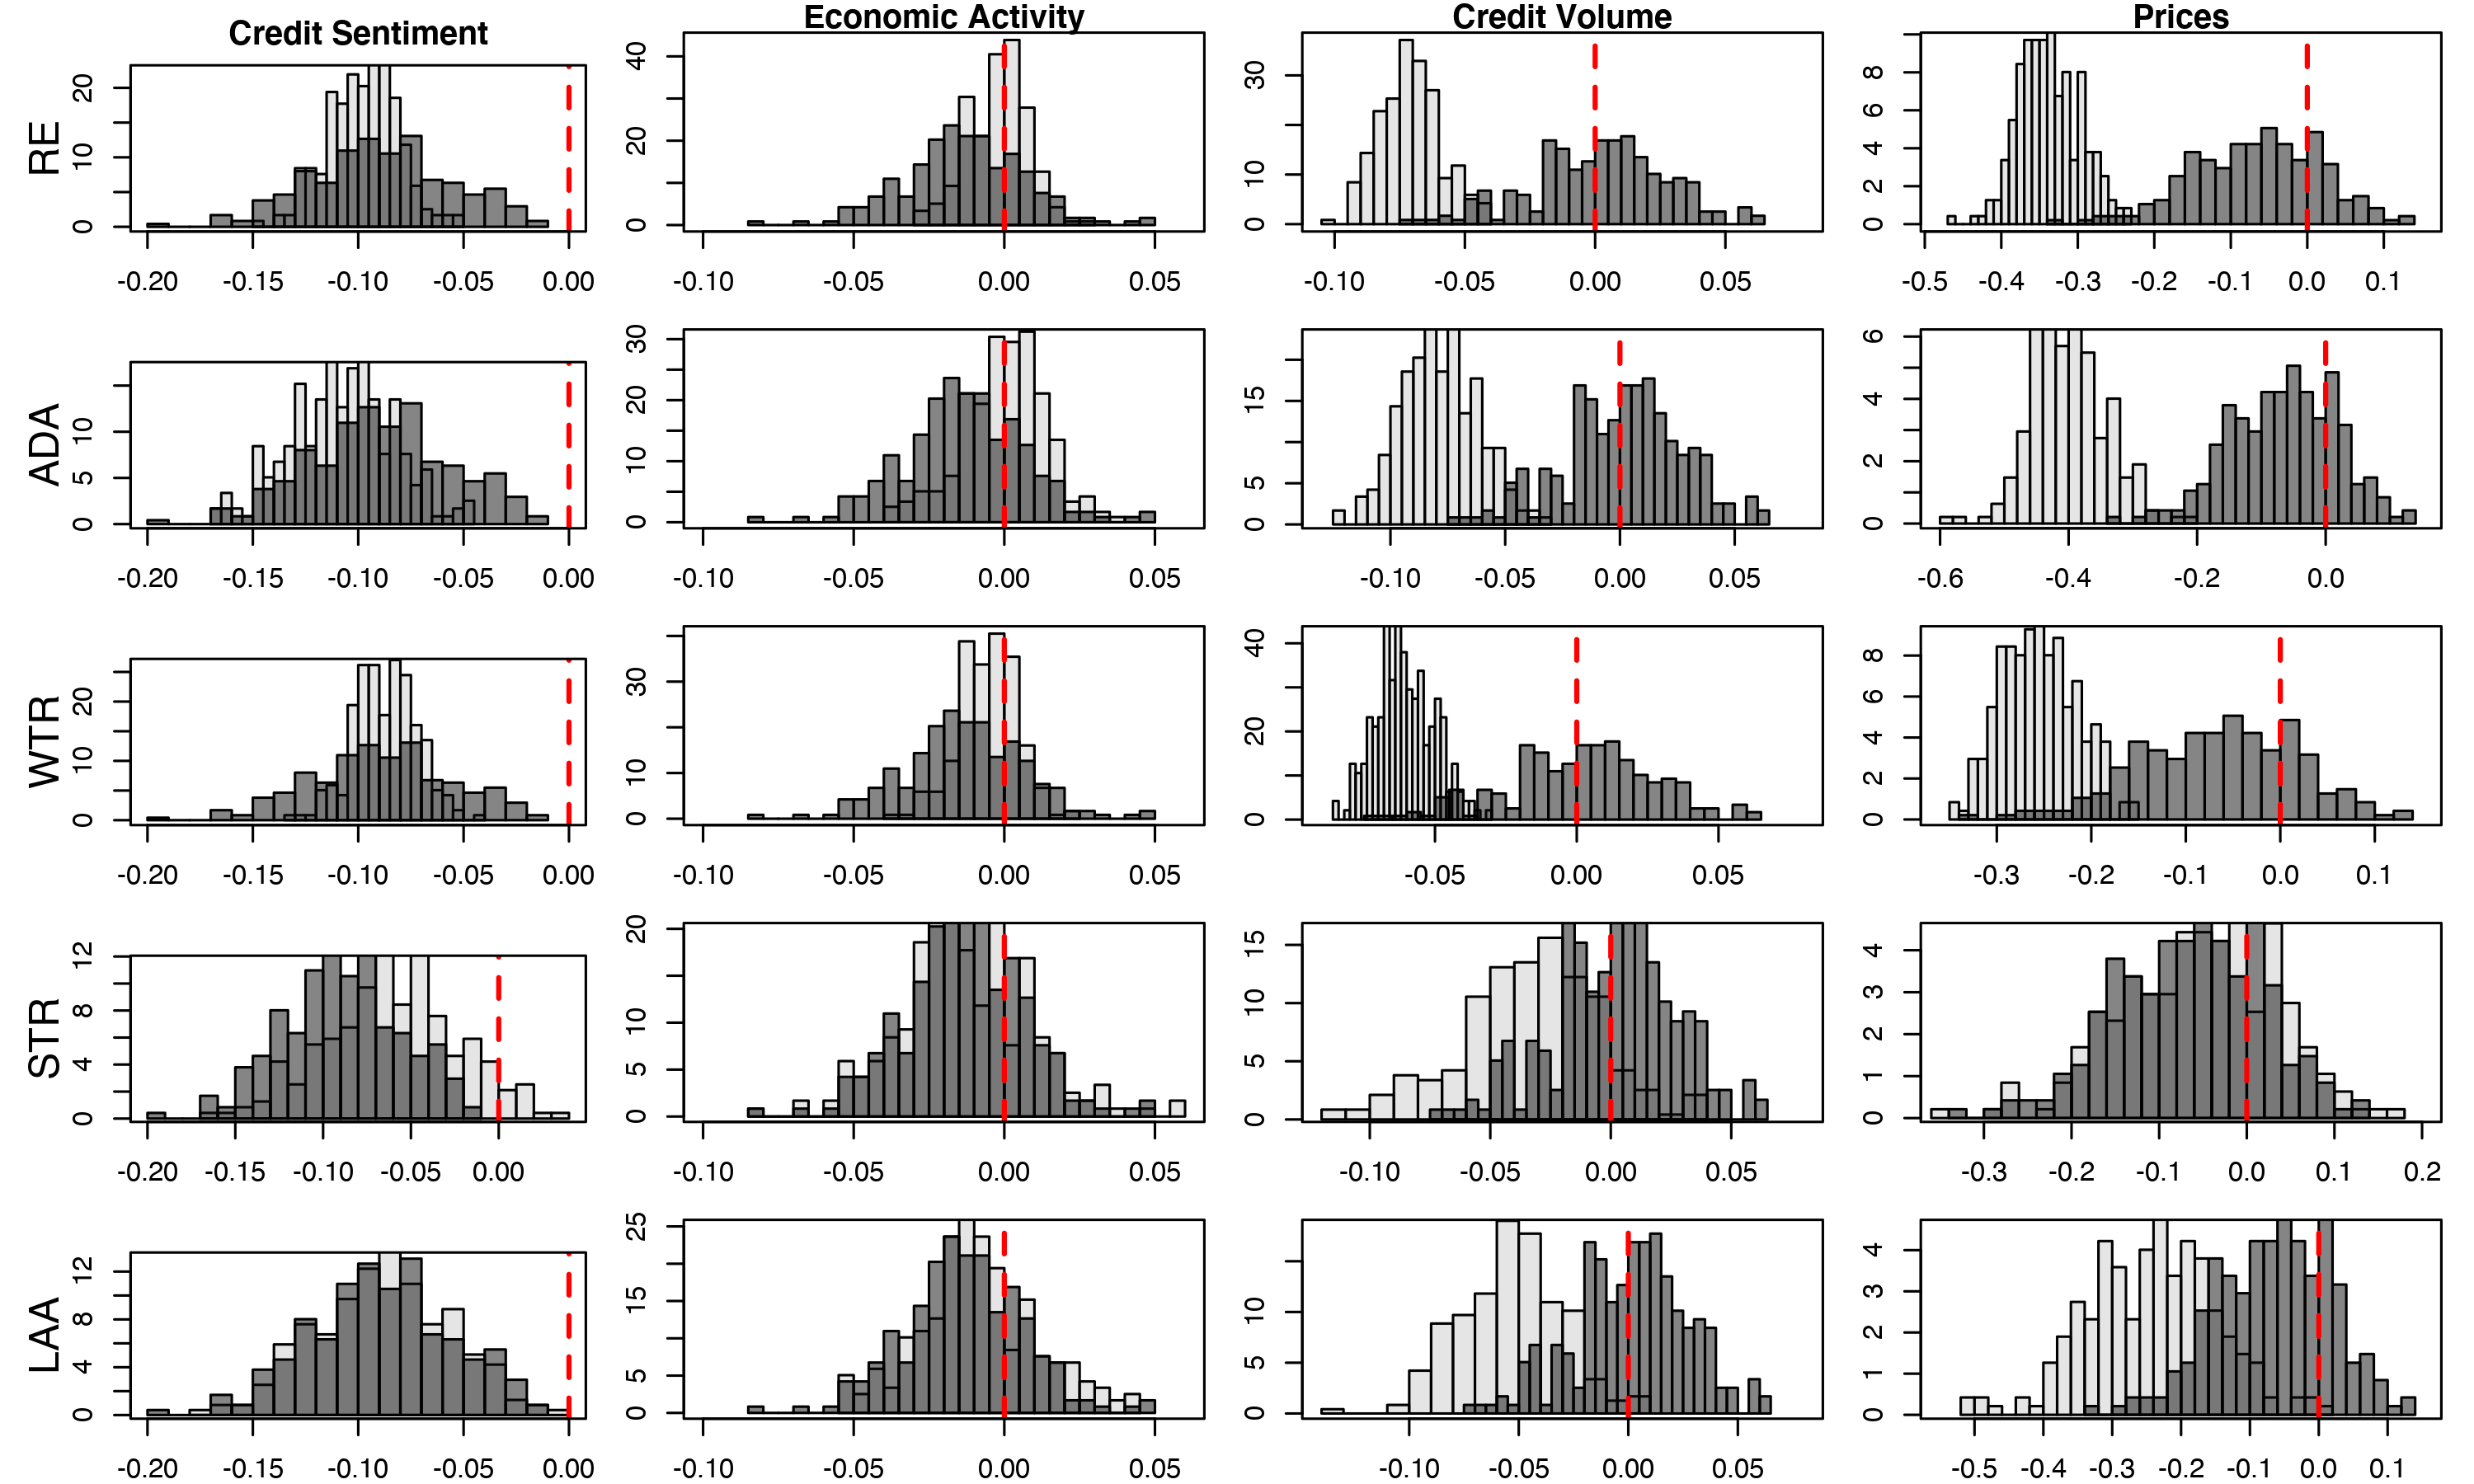 Credit Sentiment Economic Activity Credit Volume Prices
RE
0 10 20
-0.20 -0.15 -0.10 -0.05 0.00
0 20 40
-0.10 -0.05 0.00 0.05
0 10 30
-0.10 -0.05 0.00 0.05
0 2 4 6 8
-0.5 -0.4 -0.3 -0.2 -0.1 0.0 0.1
ADA
0 5 10
-0.20 -0.15 -0.10 -0.05 0.00
0 10 20 30
-0.10 -0.05 0.00 0.05
0 5 15
-0.10 -0.05 0.00 0.05
0 2 4 6
-0.6 -0.4 -0.2 0.0
WTR
0 10 20
-0.20 -0.15 -0.10 -0.05 0.00
0 10 30
-0.10 -0.05 0.00 0.05
0 20 40
-0.05 0.00 0.05
0 2 4 6 8
-0.3 -0.2 -0.1 0.0 0.1
STR
0 4 8 12
-0.20 -0.15 -0.10 -0.05 0.00
0 5 10 20
-0.10 -0.05 0.00 0.05
0 5 10 15
-0.10 -0.05 0.00 0.05
0 1 2 3 4
-0.3 -0.2 -0.1 0.0 0.1 0.2
LAA
0 4 8 12
-0.20 -0.15 -0.10 -0.05 0.00
0 5 15 25
-0.10 -0.05 0.00 0.05
0 5 10
-0.10 -0.05 0.00 0.05
0 1 2 3 4
-0.5 -0.4 -0.3 -0.2 -0.1 0.0 0.1